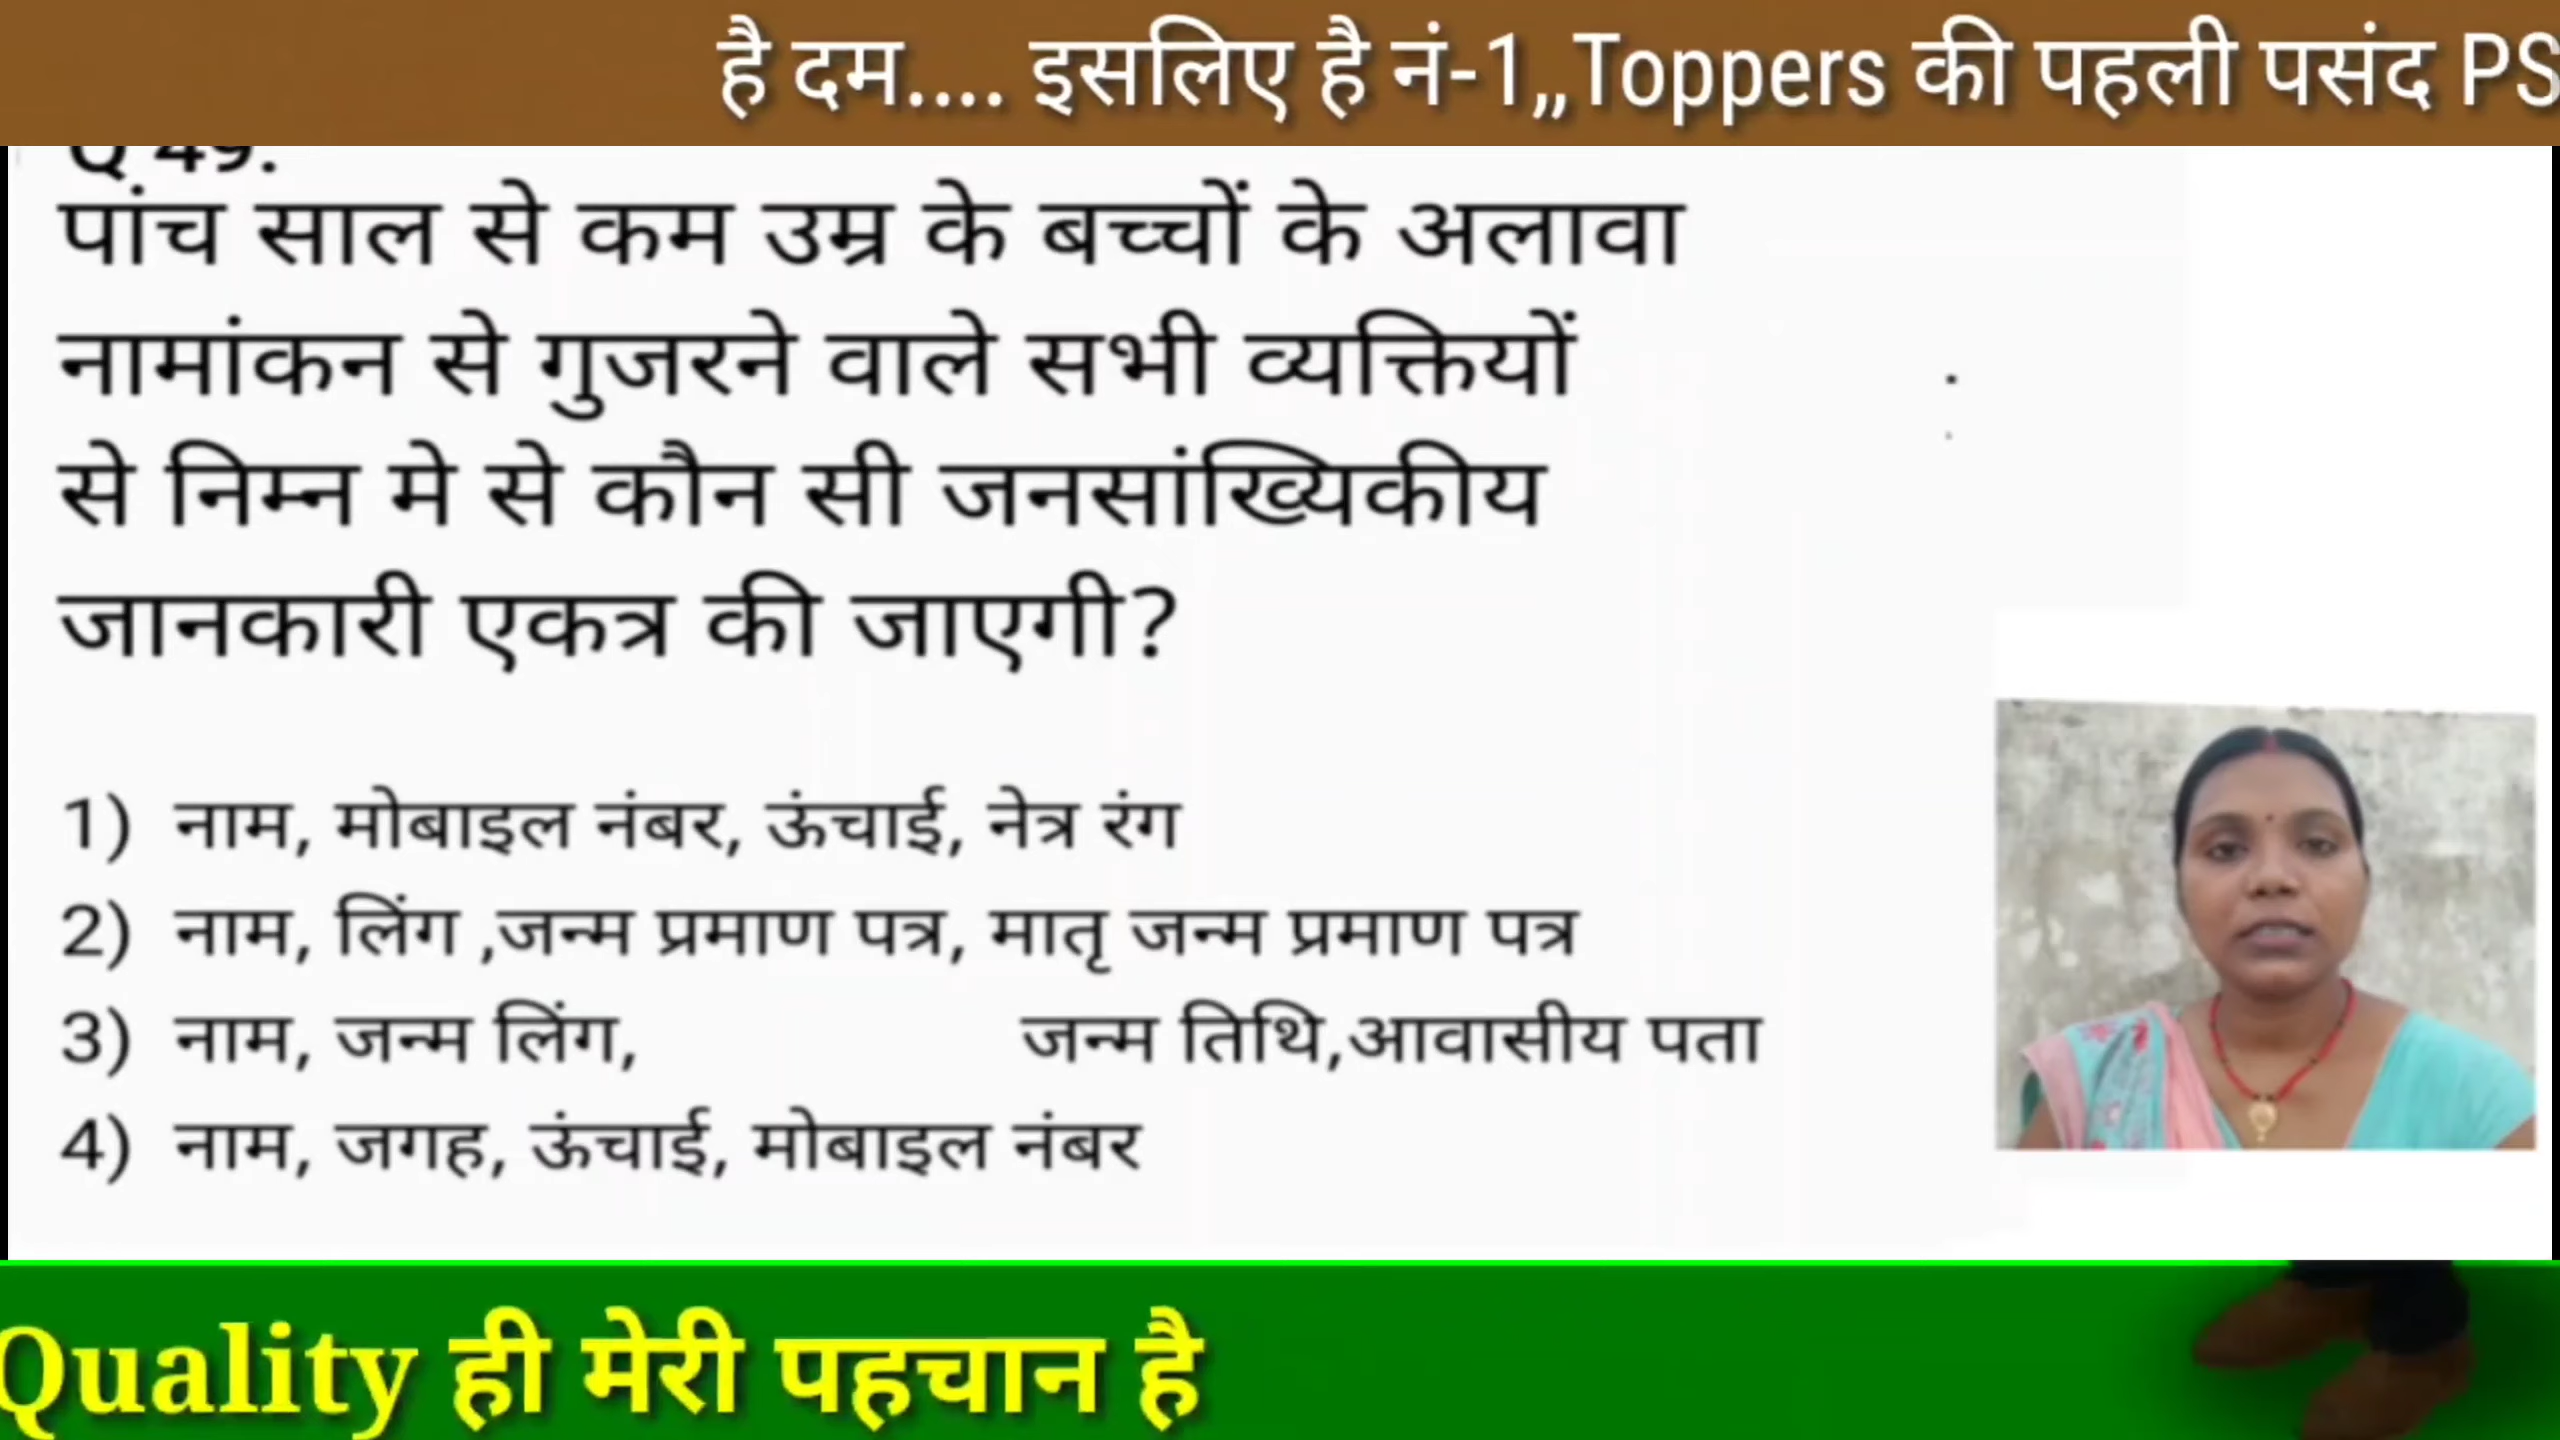 है दम.... इसलिए है नं-1,,Toppers की पहली पसंद PS
Q 49.
पांच साल से कम उम्र के बच्चों के अलावा
नामांकन से गुजरने वाले सभी व्यक्तियों
से निम्न मे से कौन सी जनसांख्यिकीय
जानकारी एकत्र की जाएगी?
1) नाम, मोबाइल नंबर, ऊंचाई, नेत्र रंग
2) नाम, लिंग ,जन्म प्रमाण पत्र, मातृ जन्म प्रमाण पत्र
3) नाम, जन्म लिंग, जन्म तिथि,आवासीय पता
4) नाम, जगह, ऊंचाई, मोबाइल नंबर
Quality ही मेरी पहचान है